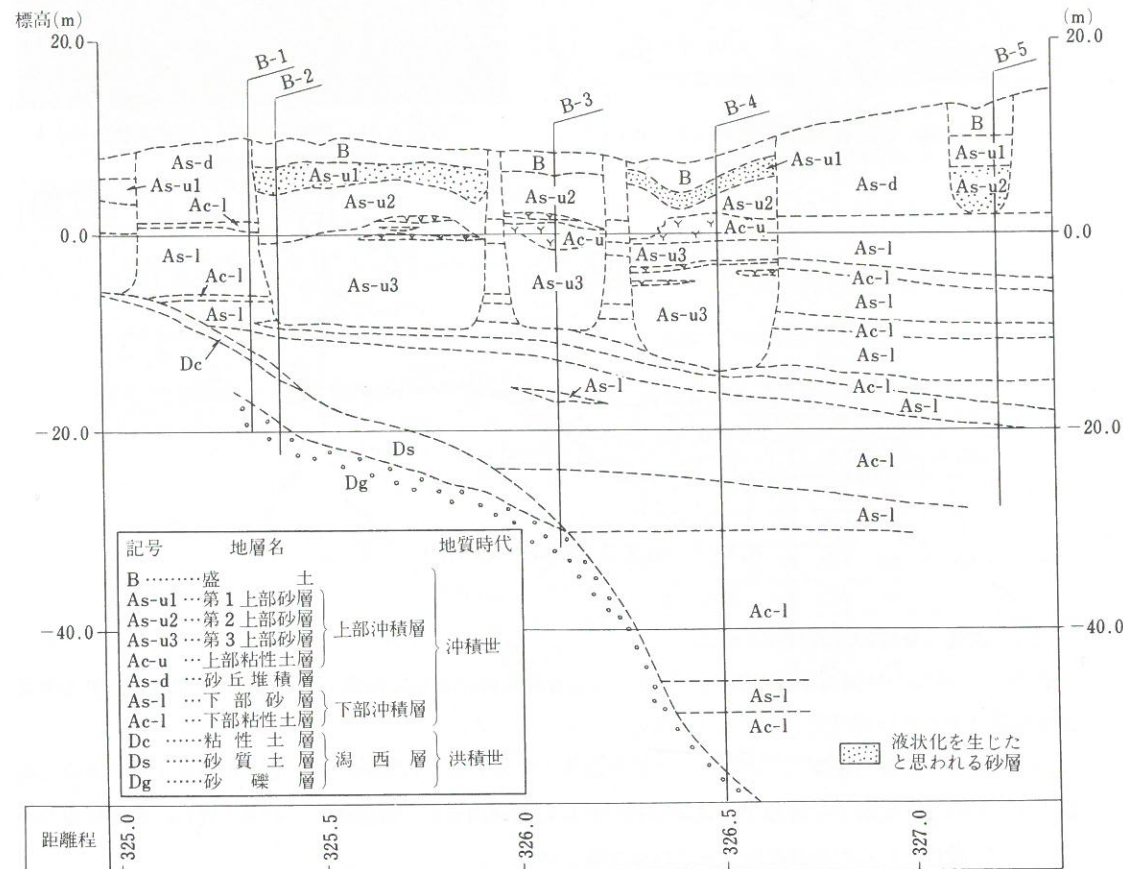 標高(m)
(m)
20.0
20.0
B-1
B-2
B-3
B-4
B-5
B
B
B
B
As-d
As-u1
As-u1
As-u1
As-u1
As-u1
As-u2
As-u2
As-u2
As-u2
As-d
Ac-l
Ac-u
Ac-u
0.0
0.0
As-l
As-l
As-u3
As-u3
As-u3
As-u3
Ac-l
Ac-l
As-l
As-l
Ac-l
As-l
Dc
Ac-l
As-l
As-l
-20.0
-20.0
Ds
Ac-l
Dg
As-l
記号 地層名 地質時代
B ………盛土
As-u1 …第1上部砂層
As-u2 …第2上部砂層
As-u3 …第3上部砂層
上部沖積層
Ac-u …上部粘性土層
沖積世
As-d …砂丘堆積層
As-l …下部砂層
Ac-l …下部粘性土層
下部沖積層
Dc ……粘性土層
Ds ……砂質土層
潟西層
洪積世
Dg ……砂礫層
-40.0
-40.0
Ac-l
As-l
Ac-l
液状化を生じた
と思われる砂層
距離程
325.0
325.5
326.0
326.5
327.0